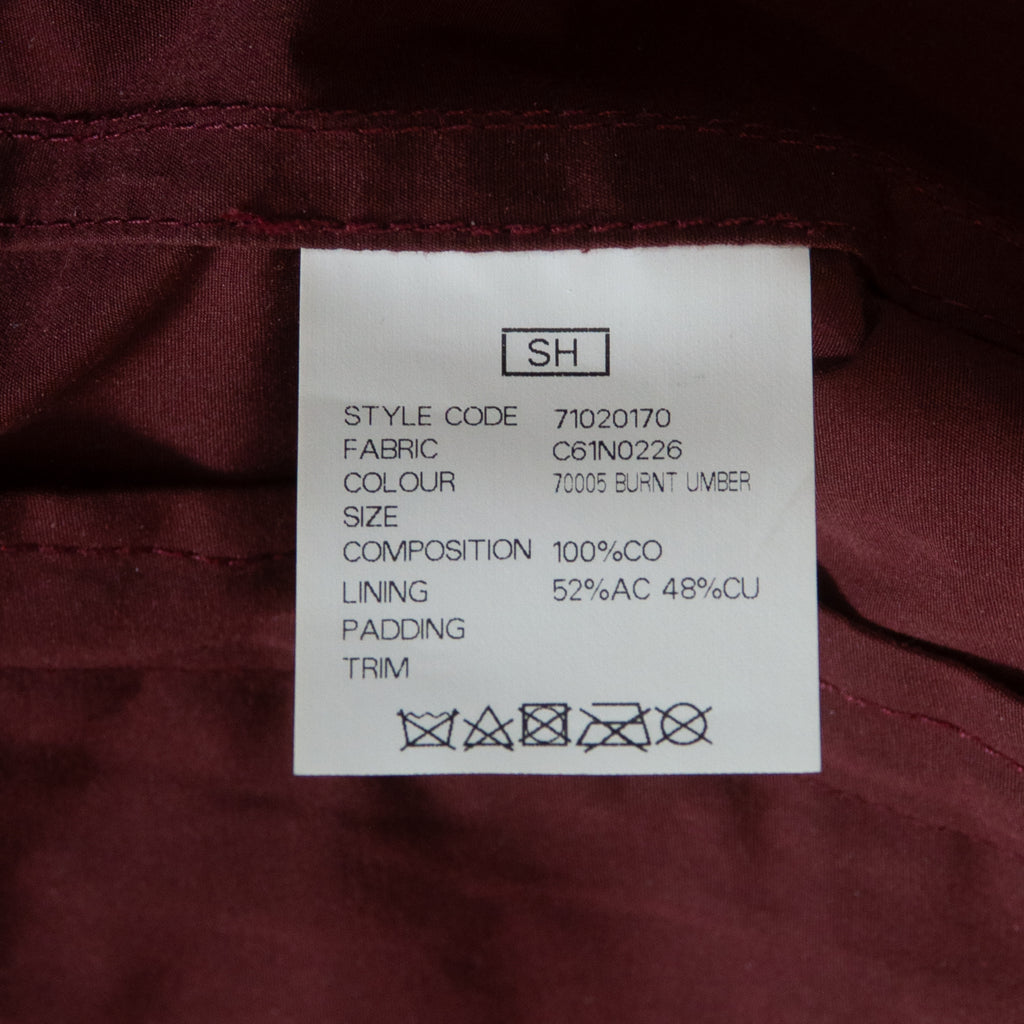 SH
STYLE CODE 71020170
FABRIC C61N0226
COLOUR 70005 BURNT UMBER
SIZE
COMPOSITION 100%CO
LINING 52%AC 48%CU
PADDING
TRIM